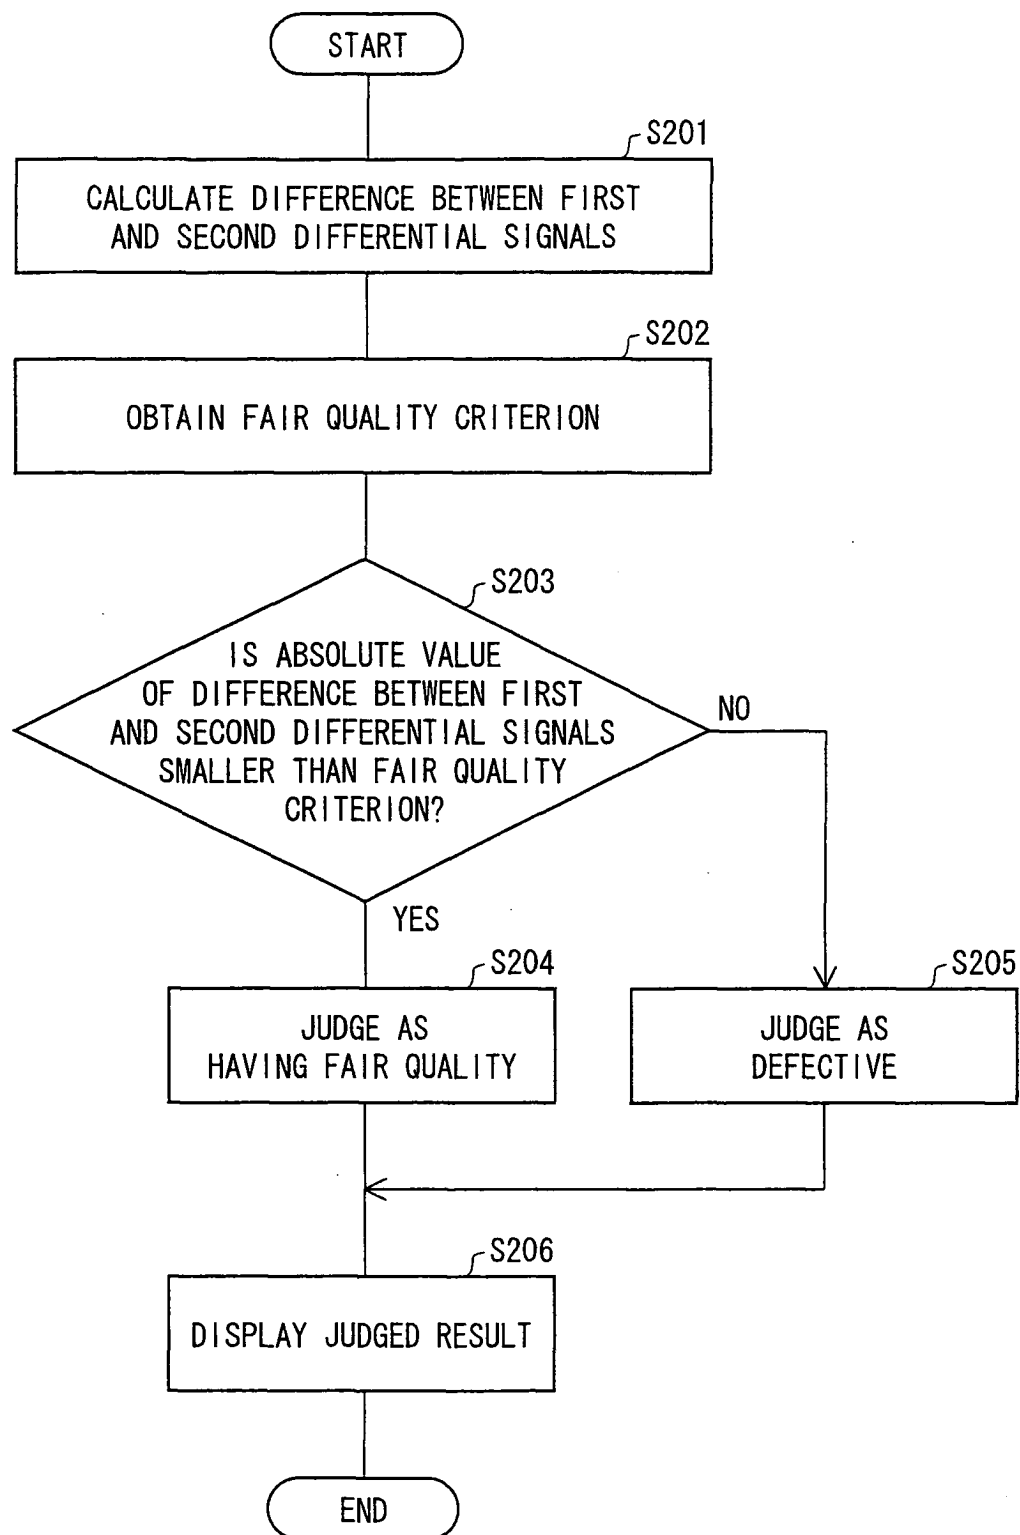 START
S201
CALCULATE DIFFERENCE BETWEEN FIRST
AND SECOND DIFFERENTIAL SIGNALS
S202
OBTAIN FAIR QUALITY CRITERION
S203
IS ABSOLUTE VALUE
OF DIFFERENCE BETWEEN FIRST
AND SECOND DIFFERENTIAL SIGNALS
SMALLER THAN FAIR QUALITY
CRITERION?
NO
YES
S204
JUDGE AS
HAVING FAIR QUALITY
S205
JUDGE AS
DEFECTIVE
S206
DISPLAY JUDGED RESULT
END